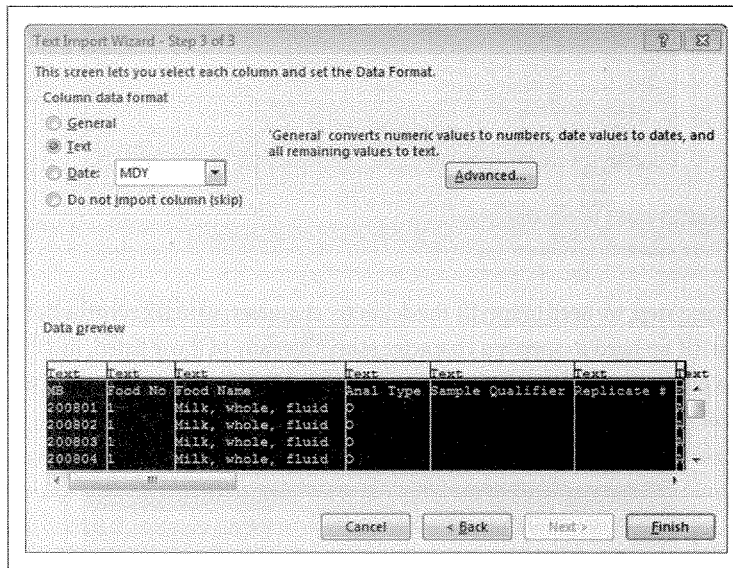 Text Import Wizard - Step 3 of 3
This screen lets you select each column and set the Data Format.
Column data format
General
Text
Date: MDY
Do not import column (skip)
'General' converts numeric values to numbers, date values to dates, and
all remaining values to text.
Advanced...
Data preview
Text Text Text Text Text Text Text
MB Food No Food Name Anal Type Sample Qualifier Replicate #
200801 1 Milk, whole, fluid O
200802 1 Milk, whole, fluid O
200803 1 Milk, whole, fluid O
200804 1 Milk, whole, fluid O
Cancel < Back Next > Finish